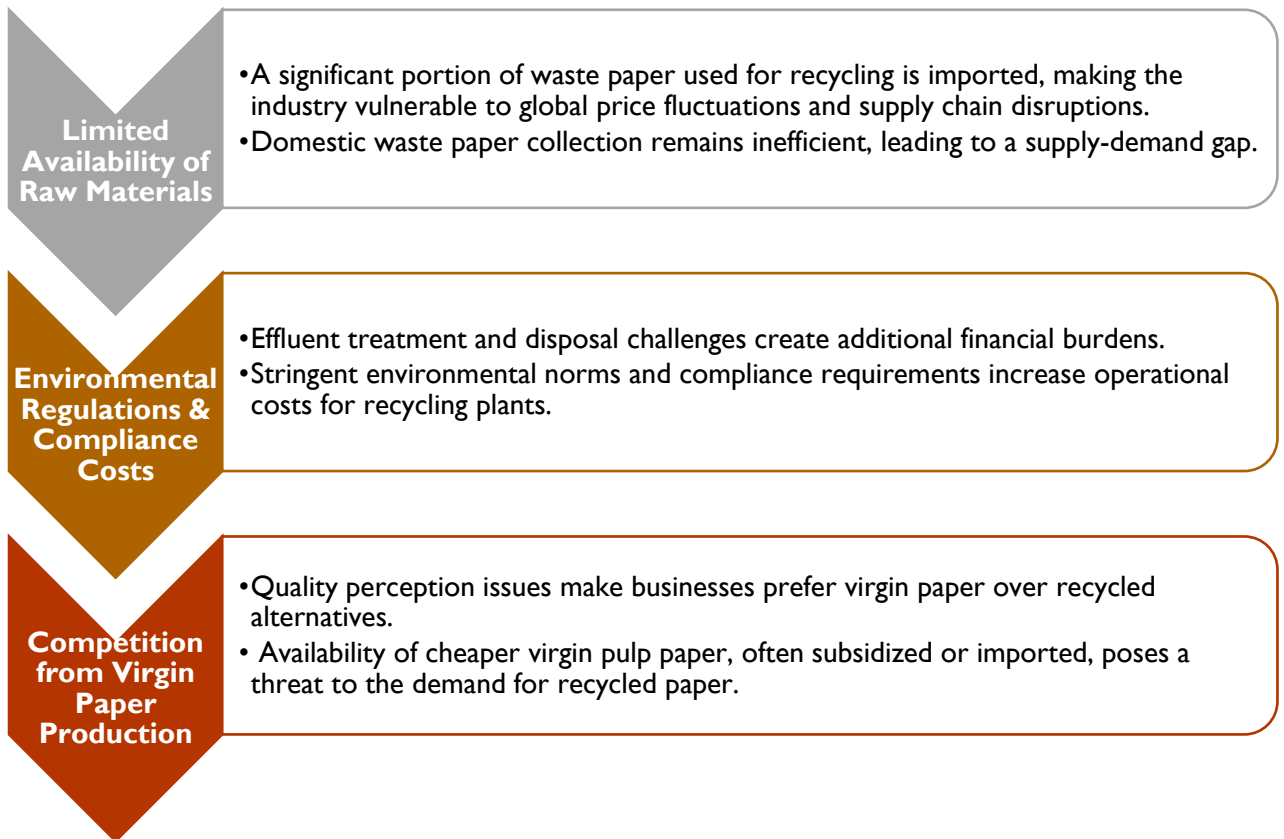 Limited
Availability of
Raw Materials
•A significant portion of waste paper used for recycling is imported, making the
industry vulnerable to global price fluctuations and supply chain disruptions.
•Domestic waste paper collection remains inefficient, leading to a supply-demand gap.
Environmental
Regulations &
Compliance
Costs
•Effluent treatment and disposal challenges create additional financial burdens.
•Stringent environmental norms and compliance requirements increase operational
costs for recycling plants.
Competition
from Virgin
Paper
Production
•Quality perception issues make businesses prefer virgin paper over recycled
alternatives.
• Availability of cheaper virgin pulp paper, often subsidized or imported, poses a
threat to the demand for recycled paper.